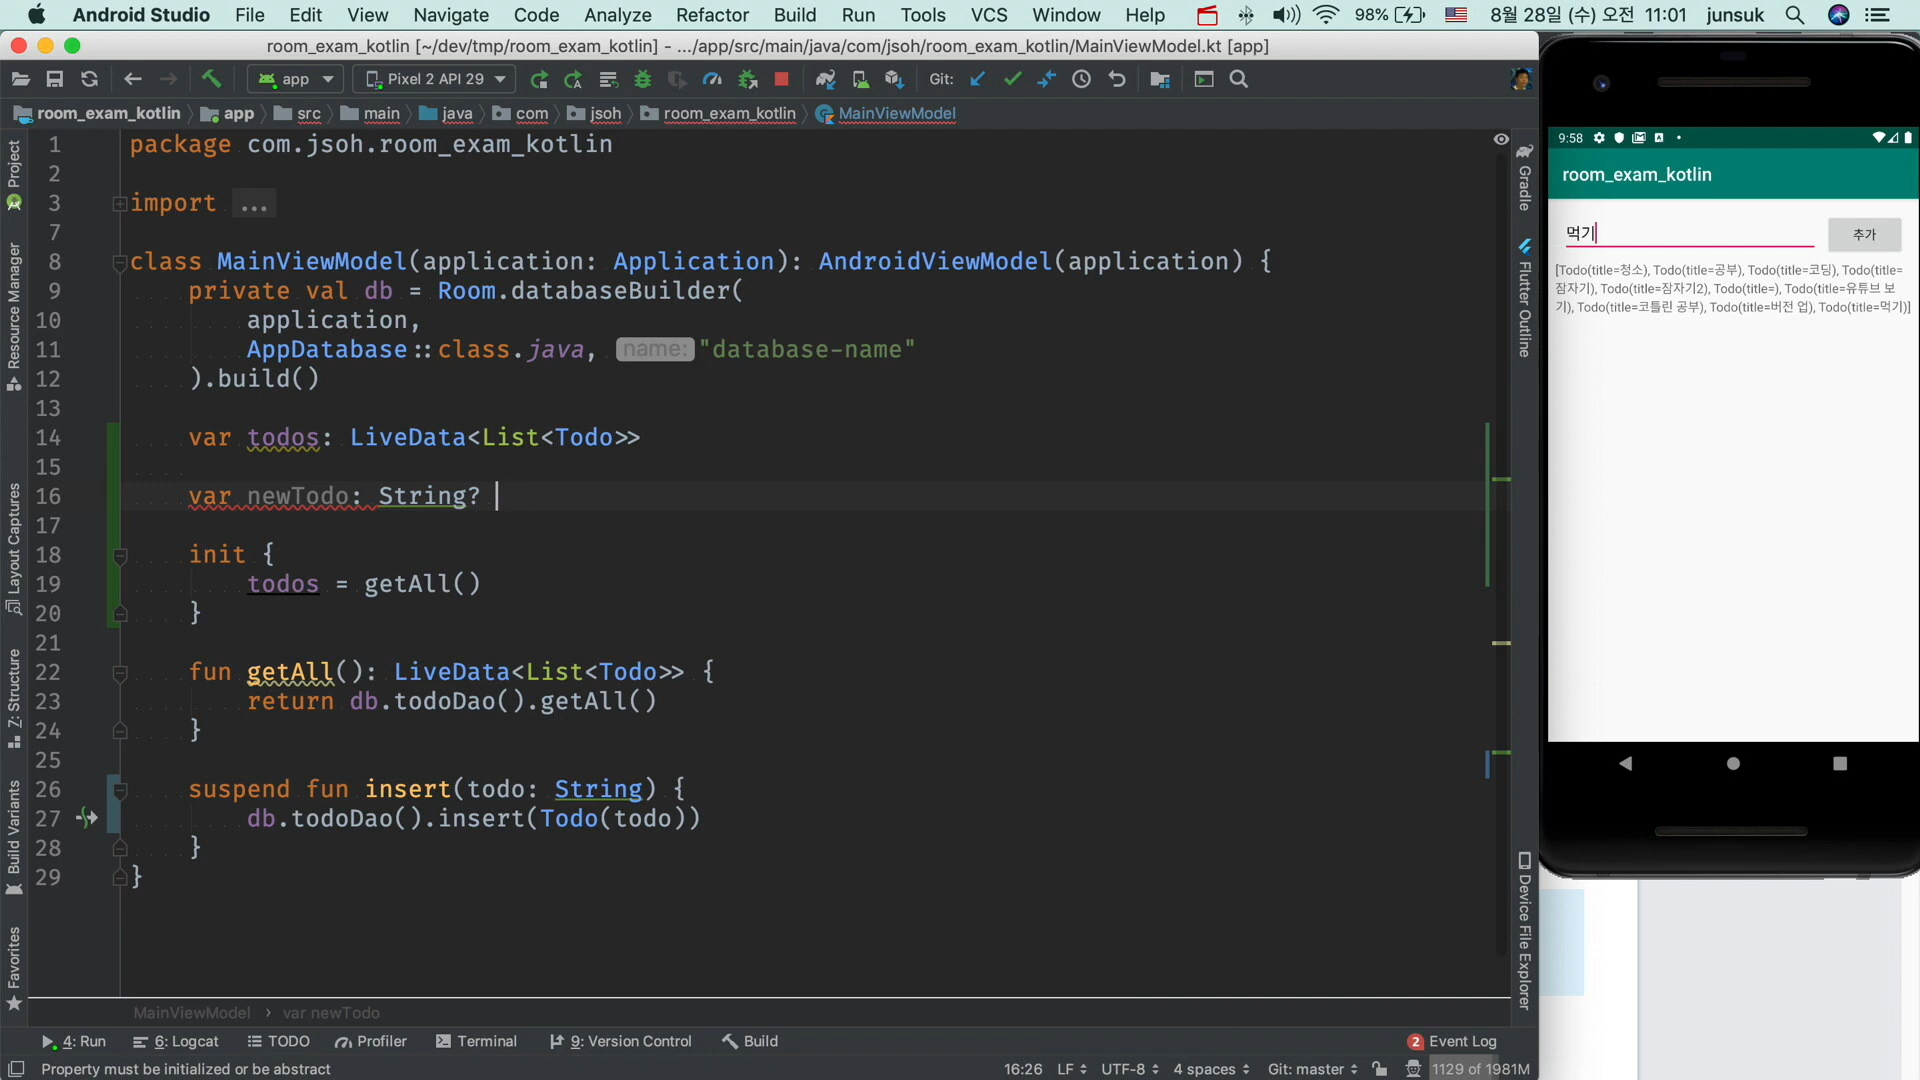 Android Studio File Edit View Navigate Code Analyze Refactor Build Run Tools VCS Window Help 98% 8월 28일 (수) 오전 11:01 junsuk
room_exam_kotlin [~/dev/tmp/room_exam_kotlin] - .../app/src/main/java/com/jsoh/room_exam_kotlin/MainViewModel.kt [app]
app Pixel 2 API 29 Git:
room_exam_kotlin app src main java com jsoh room_exam_kotlin MainViewModel
1 package com.jsoh.room_exam_kotlin
2
3 import ...
7
8 class MainViewModel(application: Application): AndroidViewModel(application) {
9 private val db = Room.databaseBuilder(
10 application,
11 AppDatabase::class.java, name: "database-name"
12 ).build()
13
14 var todos: LiveData<List<Todo>>
15
16 var newTodo: String?
17
18 init {
19 todos = getAll()
20 }
21
22 fun getAll(): LiveData<List<Todo>> {
23 return db.todoDao().getAll()
24 }
25
26 suspend fun insert(todo: String) {
27 db.todoDao().insert(Todo(todo))
28 }
29 }
Project
Resource Manager
Layout Captures
Z: Structure
Build Variants
Favorites
Gradle
Flutter Outline
Device File Explorer
9:58
room_exam_kotlin
먹기 추가
[Todo(title=청소), Todo(title=공부), Todo(title=코딩), Todo(title=
잠자기), Todo(title=잠자기2), Todo(title=), Todo(title=유튜브 보
기), Todo(title=코틀린 공부), Todo(title=버전 업), Todo(title=먹기)]
MainViewModel › var newTodo
4: Run 6: Logcat TODO Profiler Terminal 9: Version Control Build 2 Event Log
Property must be initialized or be abstract 16:26 LF UTF-8 4 spaces Git: master 1129 of 1981M